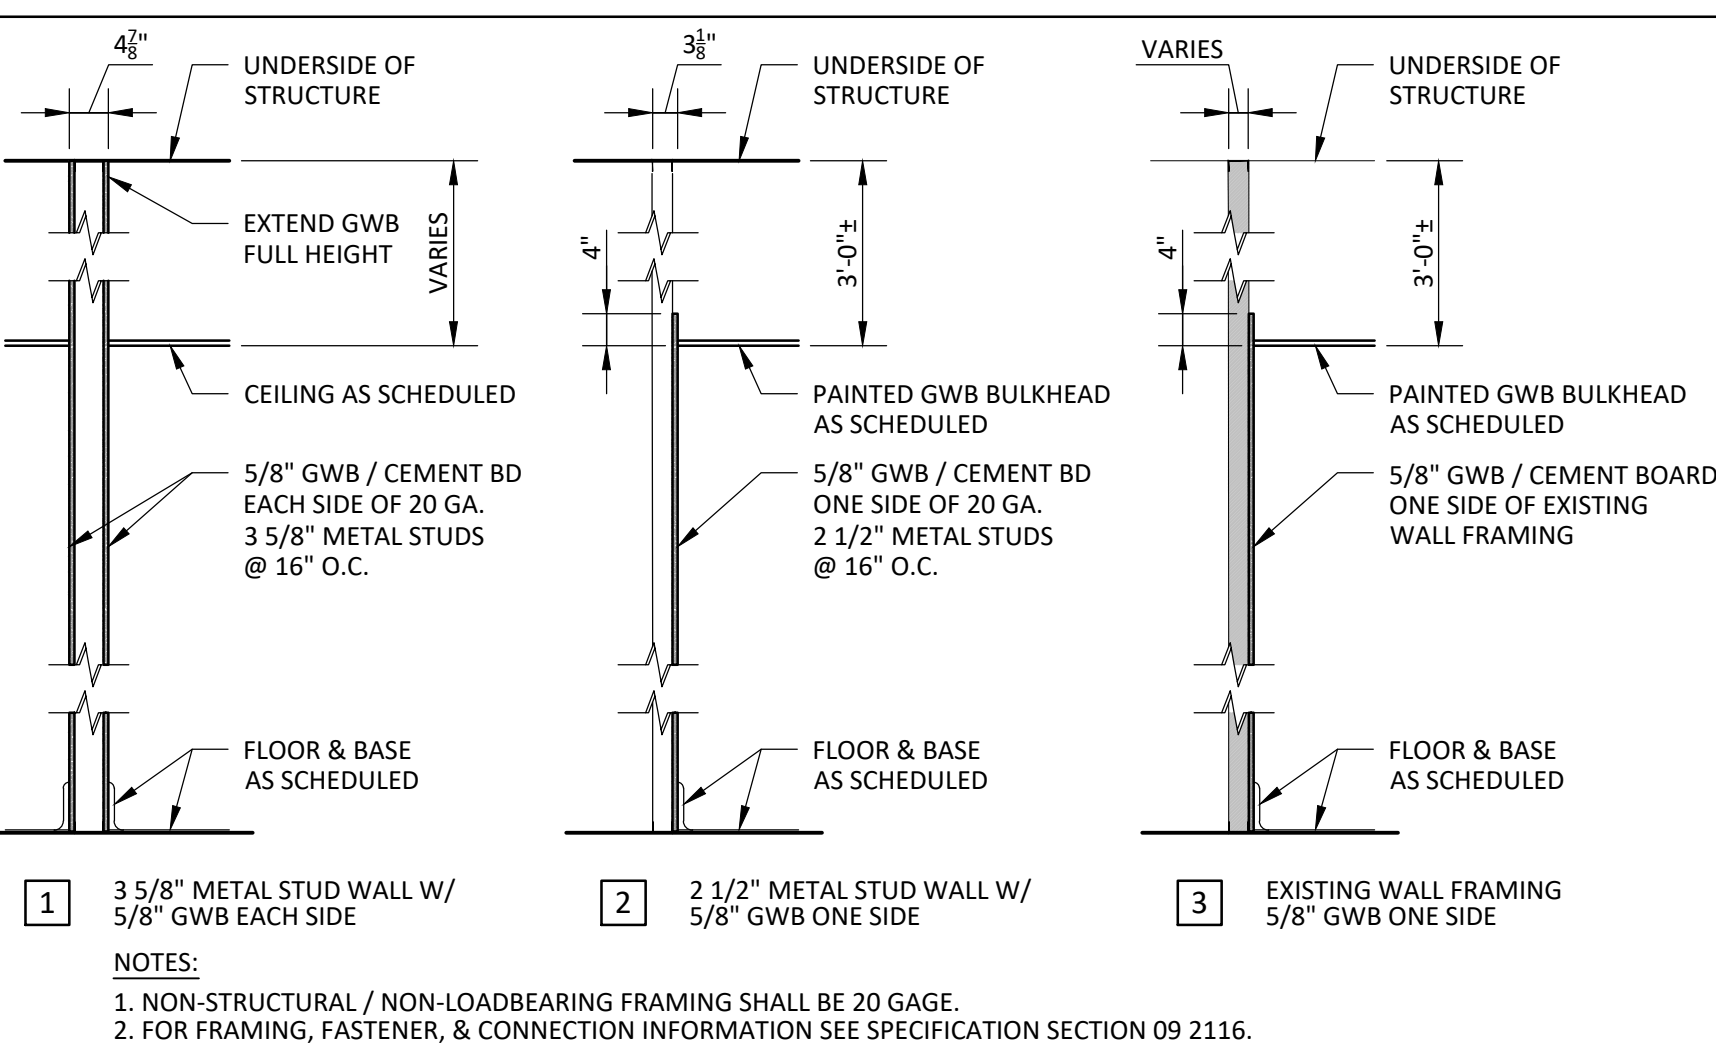 4⅞"
UNDERSIDE OF
STRUCTURE
EXTEND GWB
FULL HEIGHT
VARIES
CEILING AS SCHEDULED
5/8" GWB / CEMENT BD
EACH SIDE OF 20 GA.
3 5/8" METAL STUDS
@ 16" O.C.
FLOOR & BASE
AS SCHEDULED
1
3 5/8" METAL STUD WALL W/
5/8" GWB EACH SIDE
3⅛"
UNDERSIDE OF
STRUCTURE
4"
3'-0"±
PAINTED GWB BULKHEAD
AS SCHEDULED
5/8" GWB / CEMENT BD
ONE SIDE OF 20 GA.
2 1/2" METAL STUDS
@ 16" O.C.
FLOOR & BASE
AS SCHEDULED
2
2 1/2" METAL STUD WALL W/
5/8" GWB ONE SIDE
VARIES
UNDERSIDE OF
STRUCTURE
4"
3'-0"±
PAINTED GWB BULKHEAD
AS SCHEDULED
5/8" GWB / CEMENT BOARD
ONE SIDE OF EXISTING
WALL FRAMING
FLOOR & BASE
AS SCHEDULED
3
EXISTING WALL FRAMING
5/8" GWB ONE SIDE
NOTES:
1. NON-STRUCTURAL / NON-LOADBEARING FRAMING SHALL BE 20 GAGE.
2. FOR FRAMING, FASTENER, & CONNECTION INFORMATION SEE SPECIFICATION SECTION 09 2116.